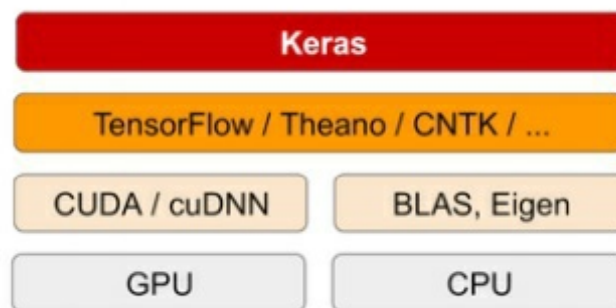 Keras
TensorFlow / Theano / CNTK / ...
CUDA / cuDNN
BLAS, Eigen
GPU
CPU